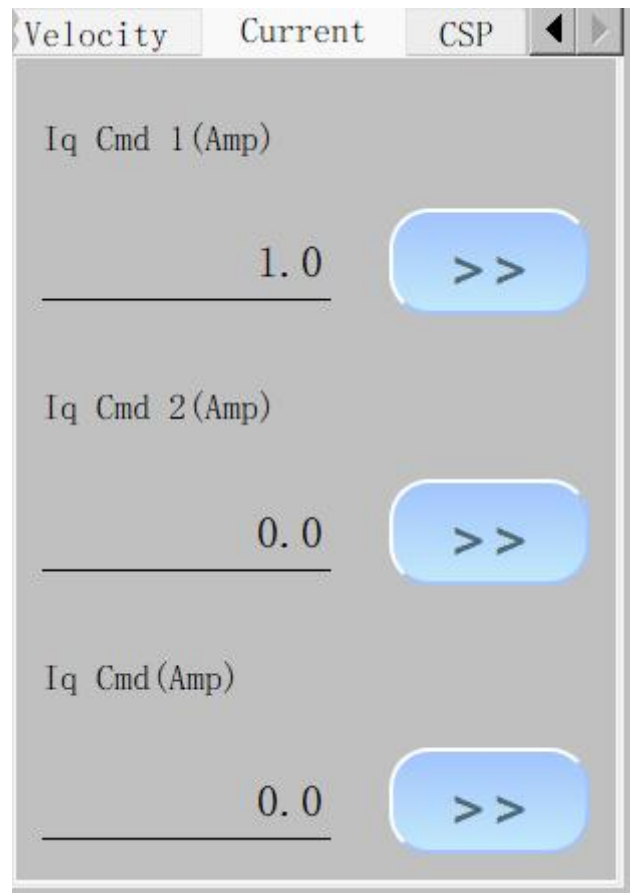 Velocity Current CSP
Iq Cmd 1(Amp)
1.0 >>
Iq Cmd 2(Amp)
0.0 >>
Iq Cmd(Amp)
0.0 >>